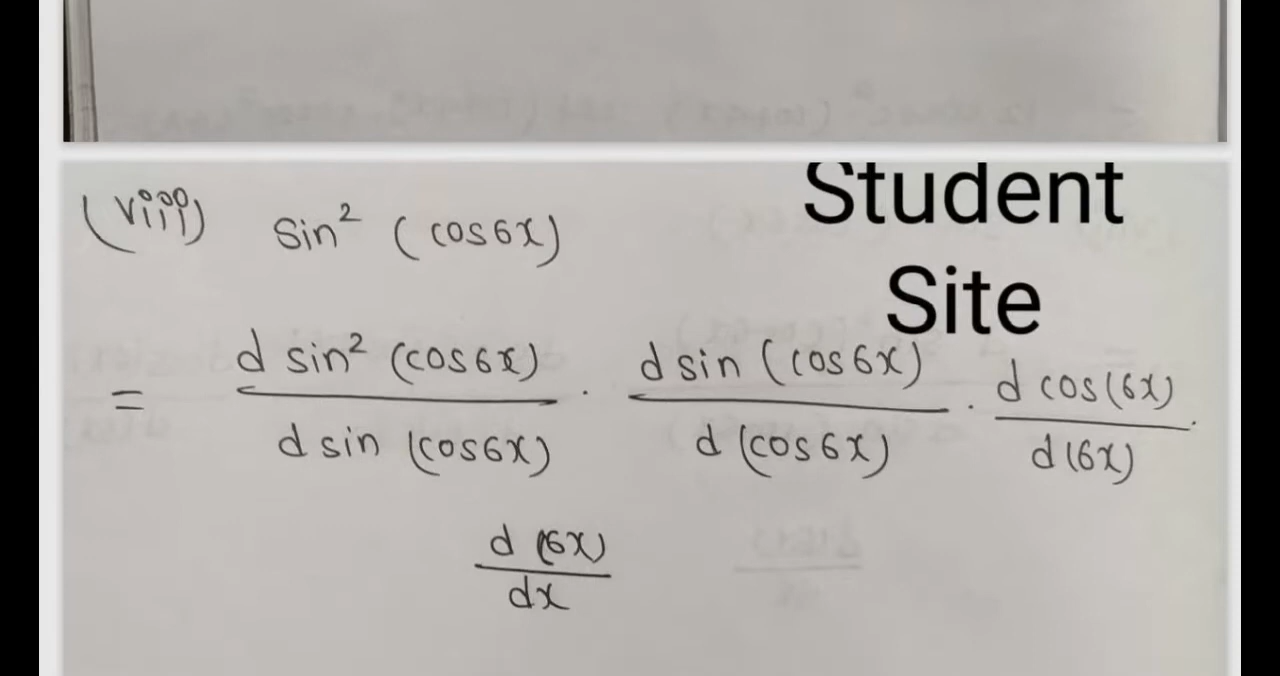 (viii) sin² (cos6x)
Student
Site
= d sin² (cos6x) / d sin (cos6x) · d sin (cos6x) / d (cos6x) · d cos(6x) / d(6x) ·
d (6x) / dx